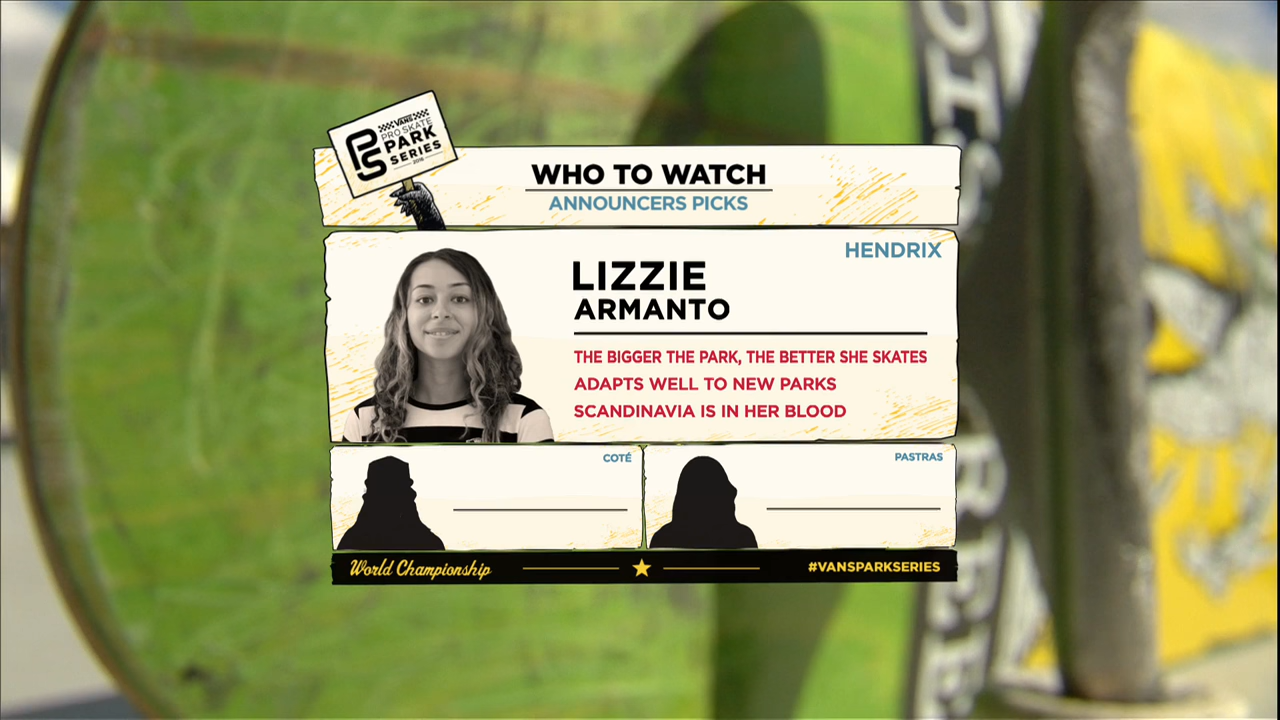 VANS
PRO SKATE
PARK
SERIES
2016
WHO TO WATCH
ANNOUNCERS PICKS
HENDRIX
LIZZIE
ARMANTO
THE BIGGER THE PARK, THE BETTER SHE SKATES
ADAPTS WELL TO NEW PARKS
SCANDINAVIA IS IN HER BLOOD
COTÉ
PASTRAS
World Championship
#VANSPARKSERIES